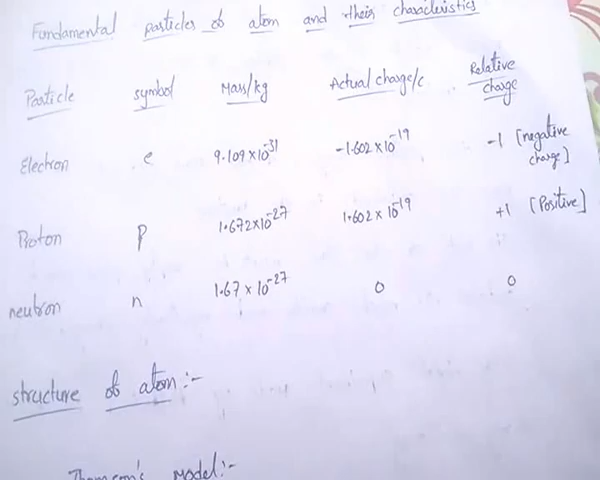 Fundamental particles of atom and their characteristics
Particle symbol Mass/kg Actual charge/c Relative charge
Electron e 9.109×10⁻³¹ -1.602×10⁻¹⁹ -1 [negative charge]
Proton p 1.672×10⁻²⁷ 1.602×10⁻¹⁹ +1 [Positive]
neutron n 1.67×10⁻²⁷ 0 0
structure of atom:-
Thomson's model:-